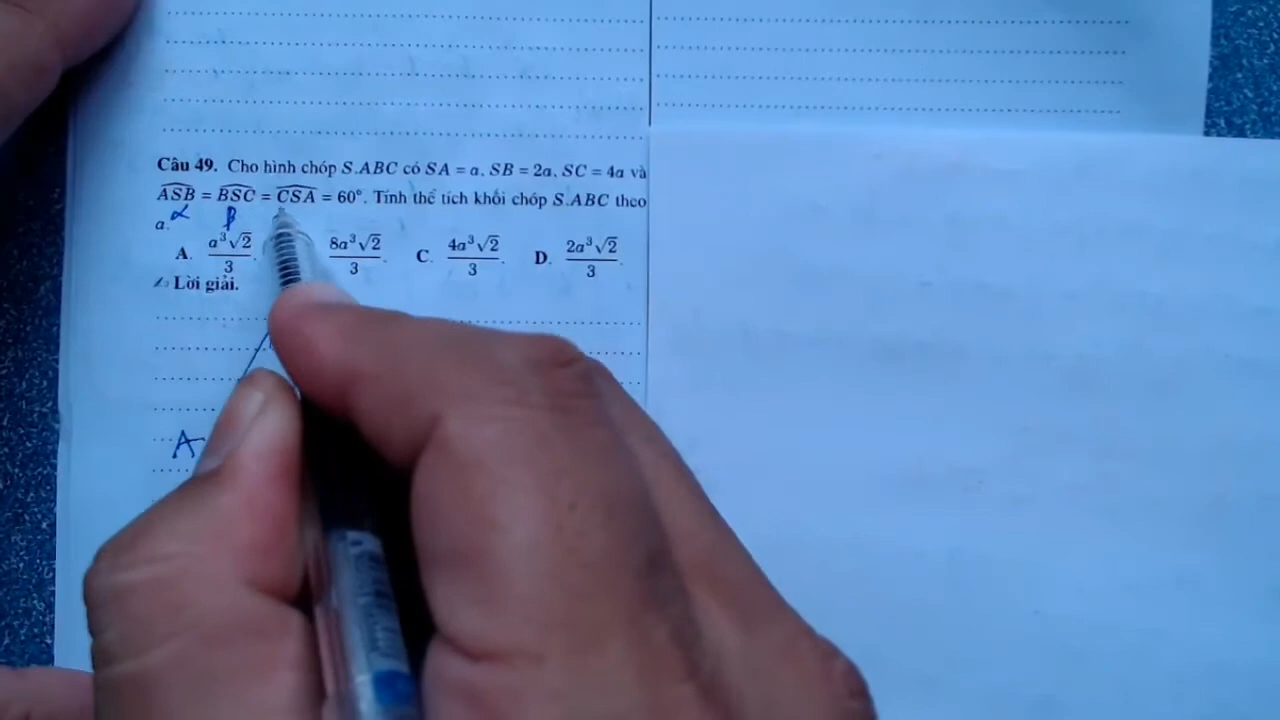 Câu 49. Cho hình chóp S.ABC có SA = a, SB = 2a, SC = 4a và
ASB = BSC = CSA = 60°. Tính thể tích khối chóp S.ABC theo
a. α β
A. a³√2/3. 8a³√2/3. C. 4a³√2/3. D. 2a³√2/3.
Lời giải.
A